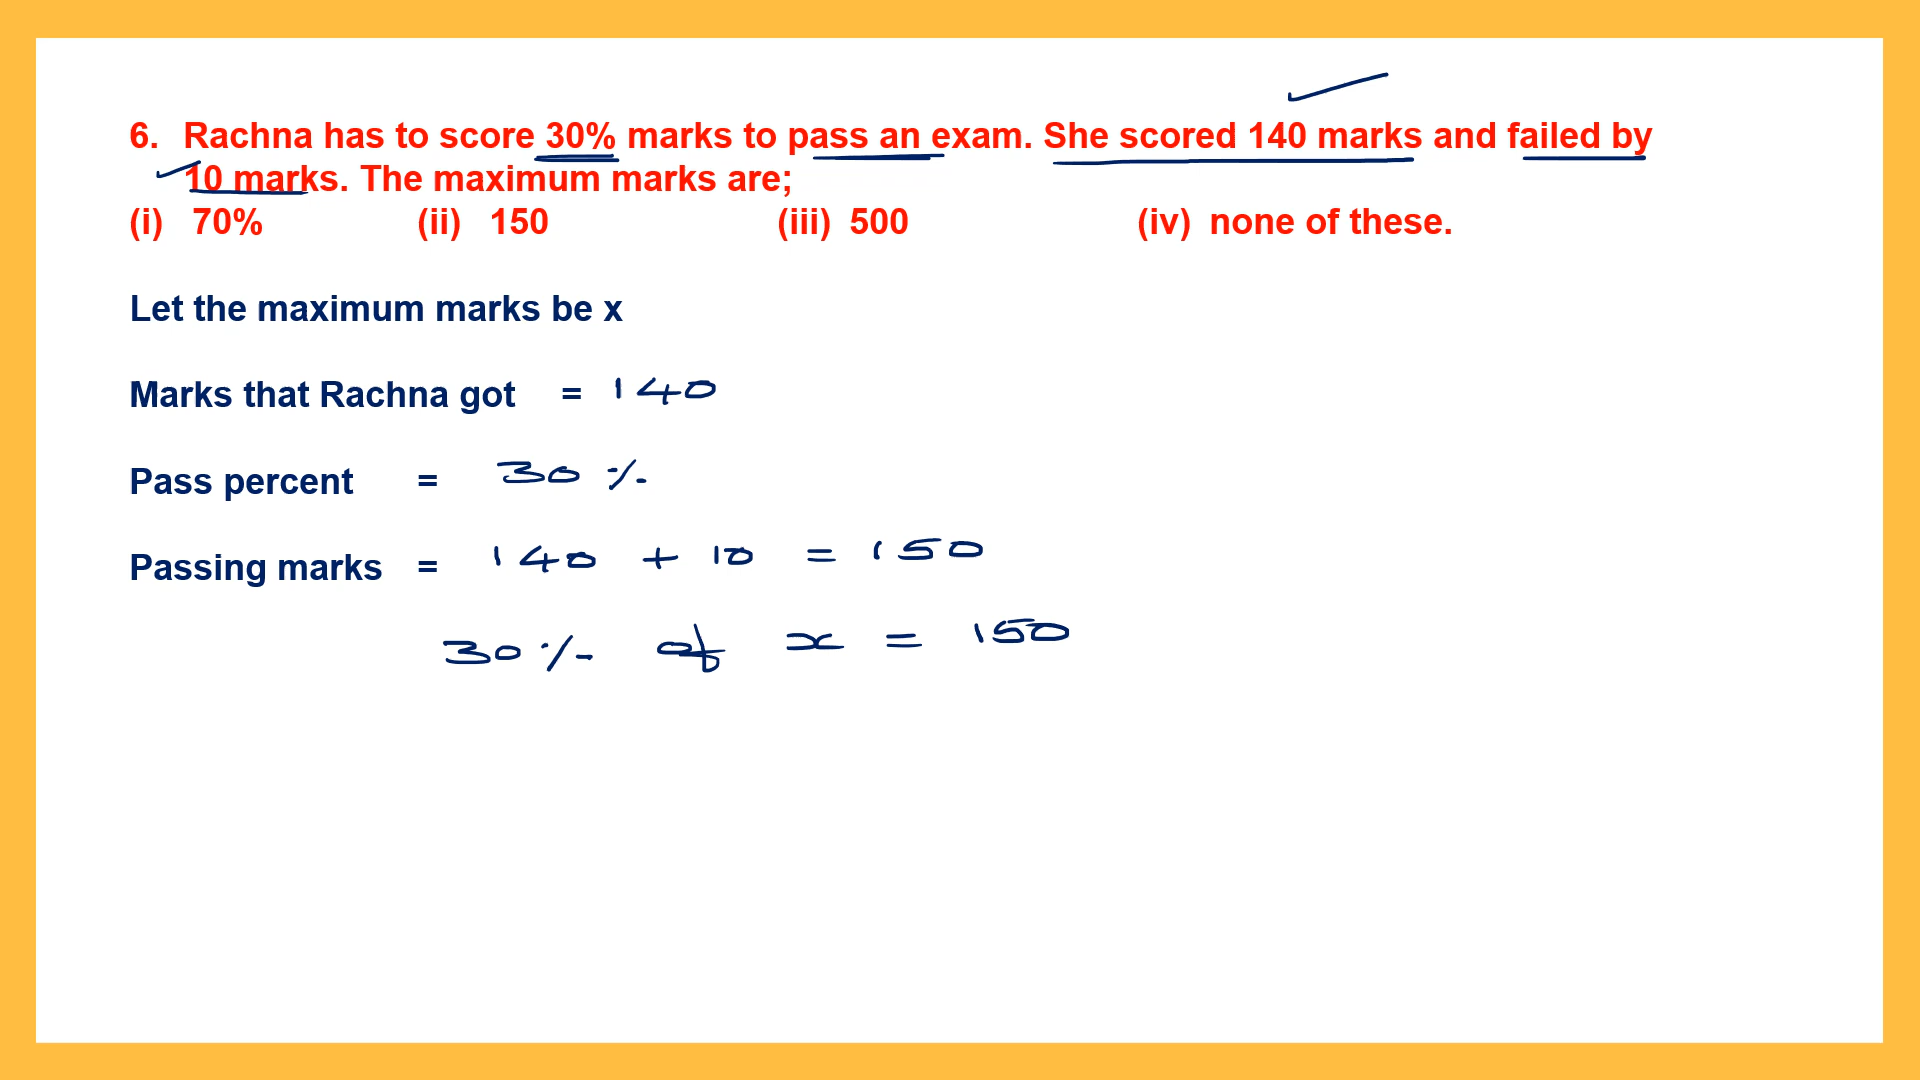 6. Rachna has to score 30% marks to pass an exam. She scored 140 marks and failed by
10 marks. The maximum marks are;
(i) 70% (ii) 150 (iii) 500 (iv) none of these.
Let the maximum marks be x
Marks that Rachna got = 140
Pass percent = 30 %
Passing marks = 140 + 10 = 150
30 % of x = 150